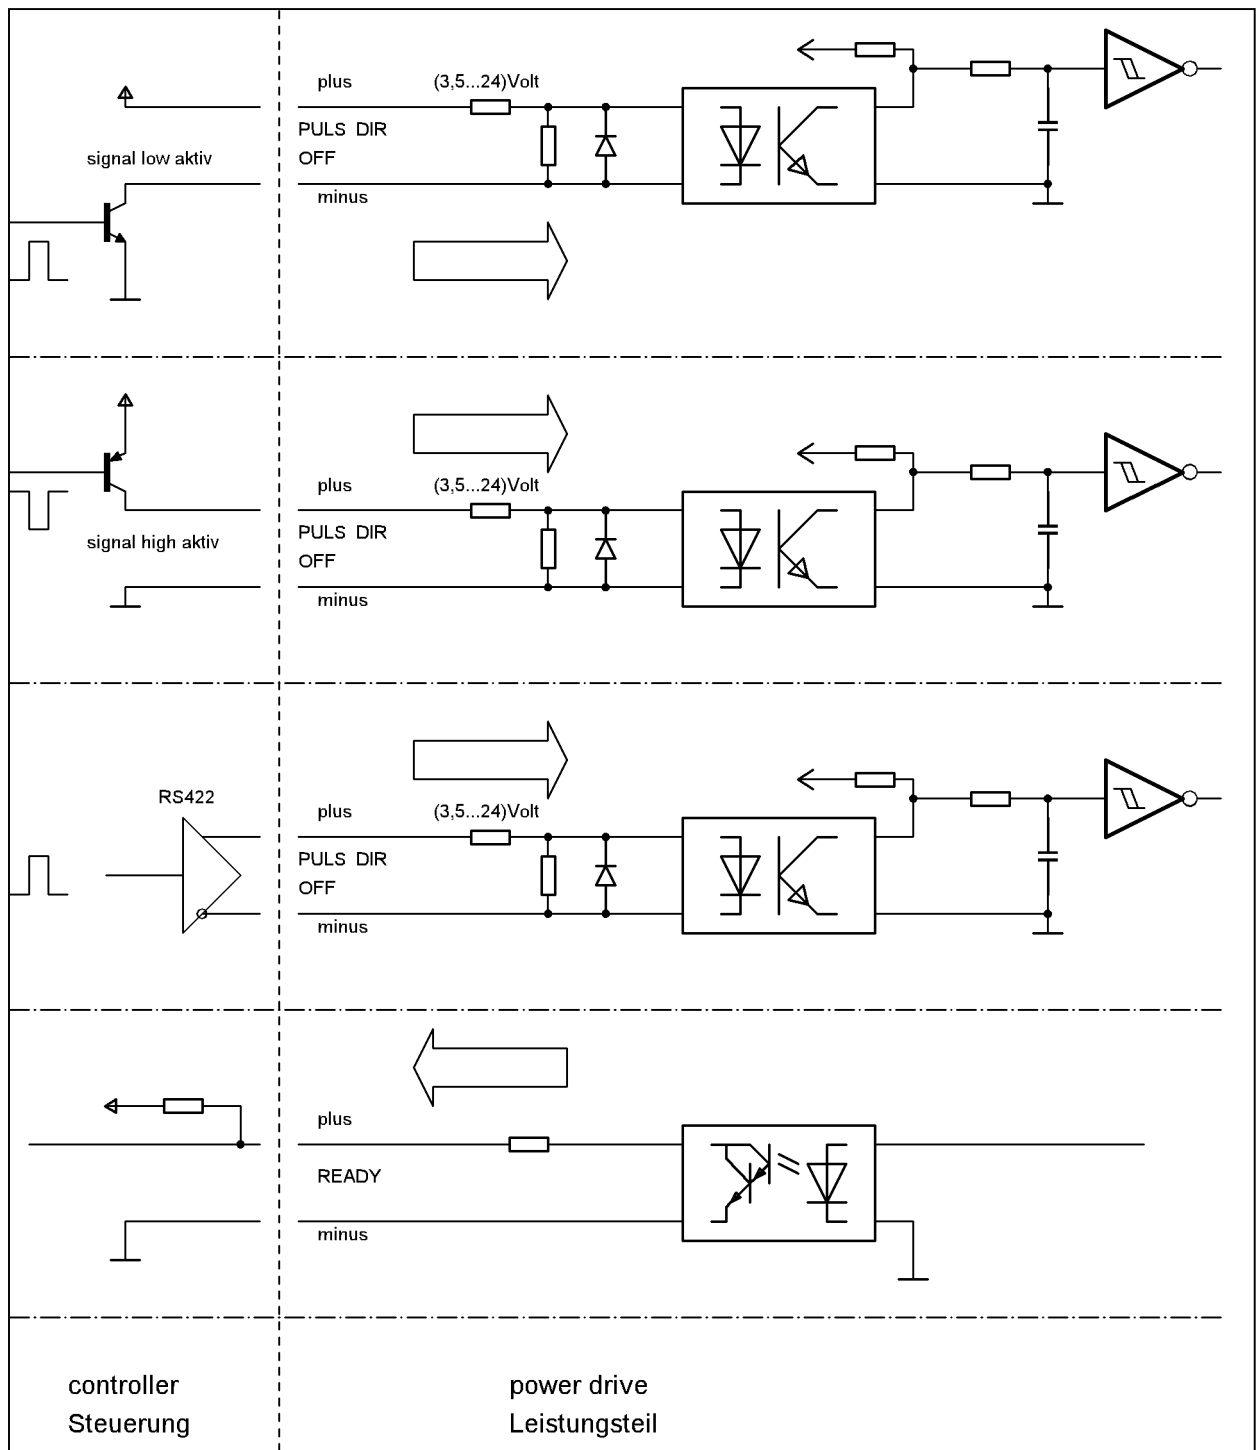 plus (3,5...24)Volt
PULS DIR
signal low aktiv OFF
minus
plus (3,5...24)Volt
PULS DIR
signal high aktiv OFF
minus
RS422
plus (3,5...24)Volt
PULS DIR
OFF
minus
plus
READY
minus
controller power drive
Steuerung Leistungsteil